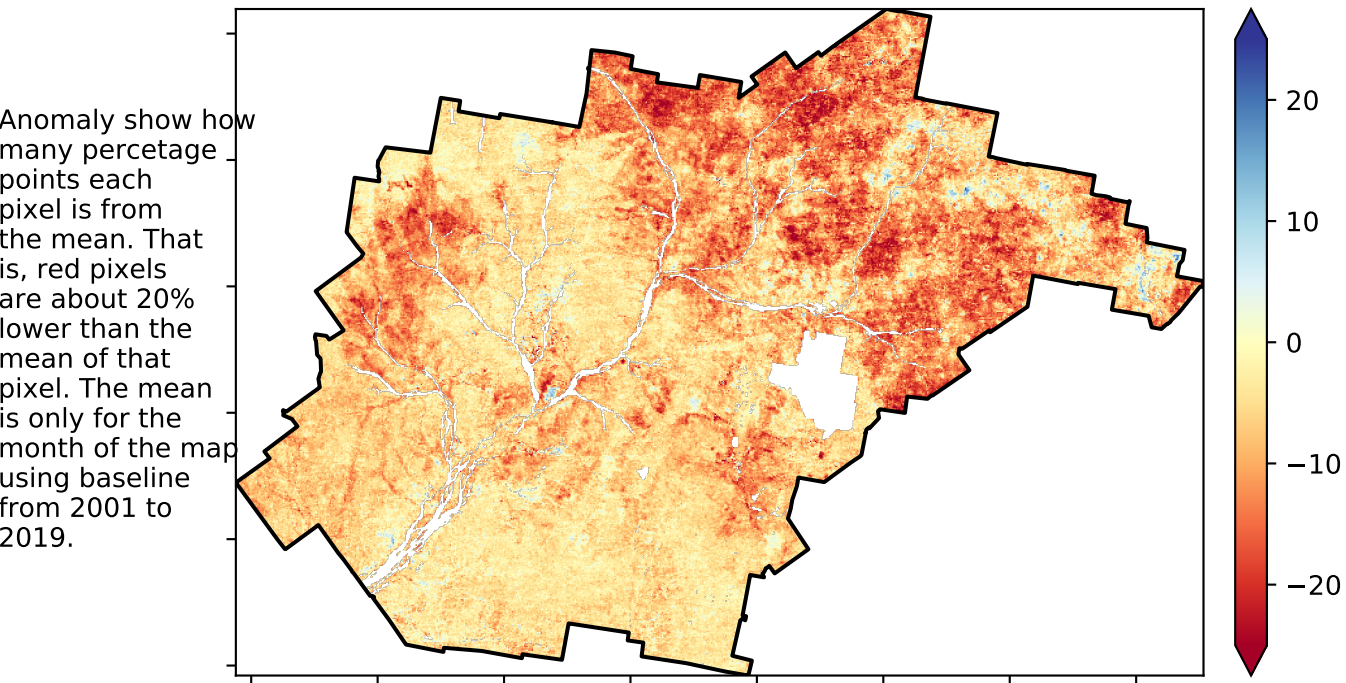 Anomaly show how
many percetage
points each
pixel is from
the mean. That
is, red pixels
are about 20%
lower than the
mean of that
pixel. The mean
is only for the
month of the map
using baseline
from 2001 to
2019.
20
10
0
−10
−20